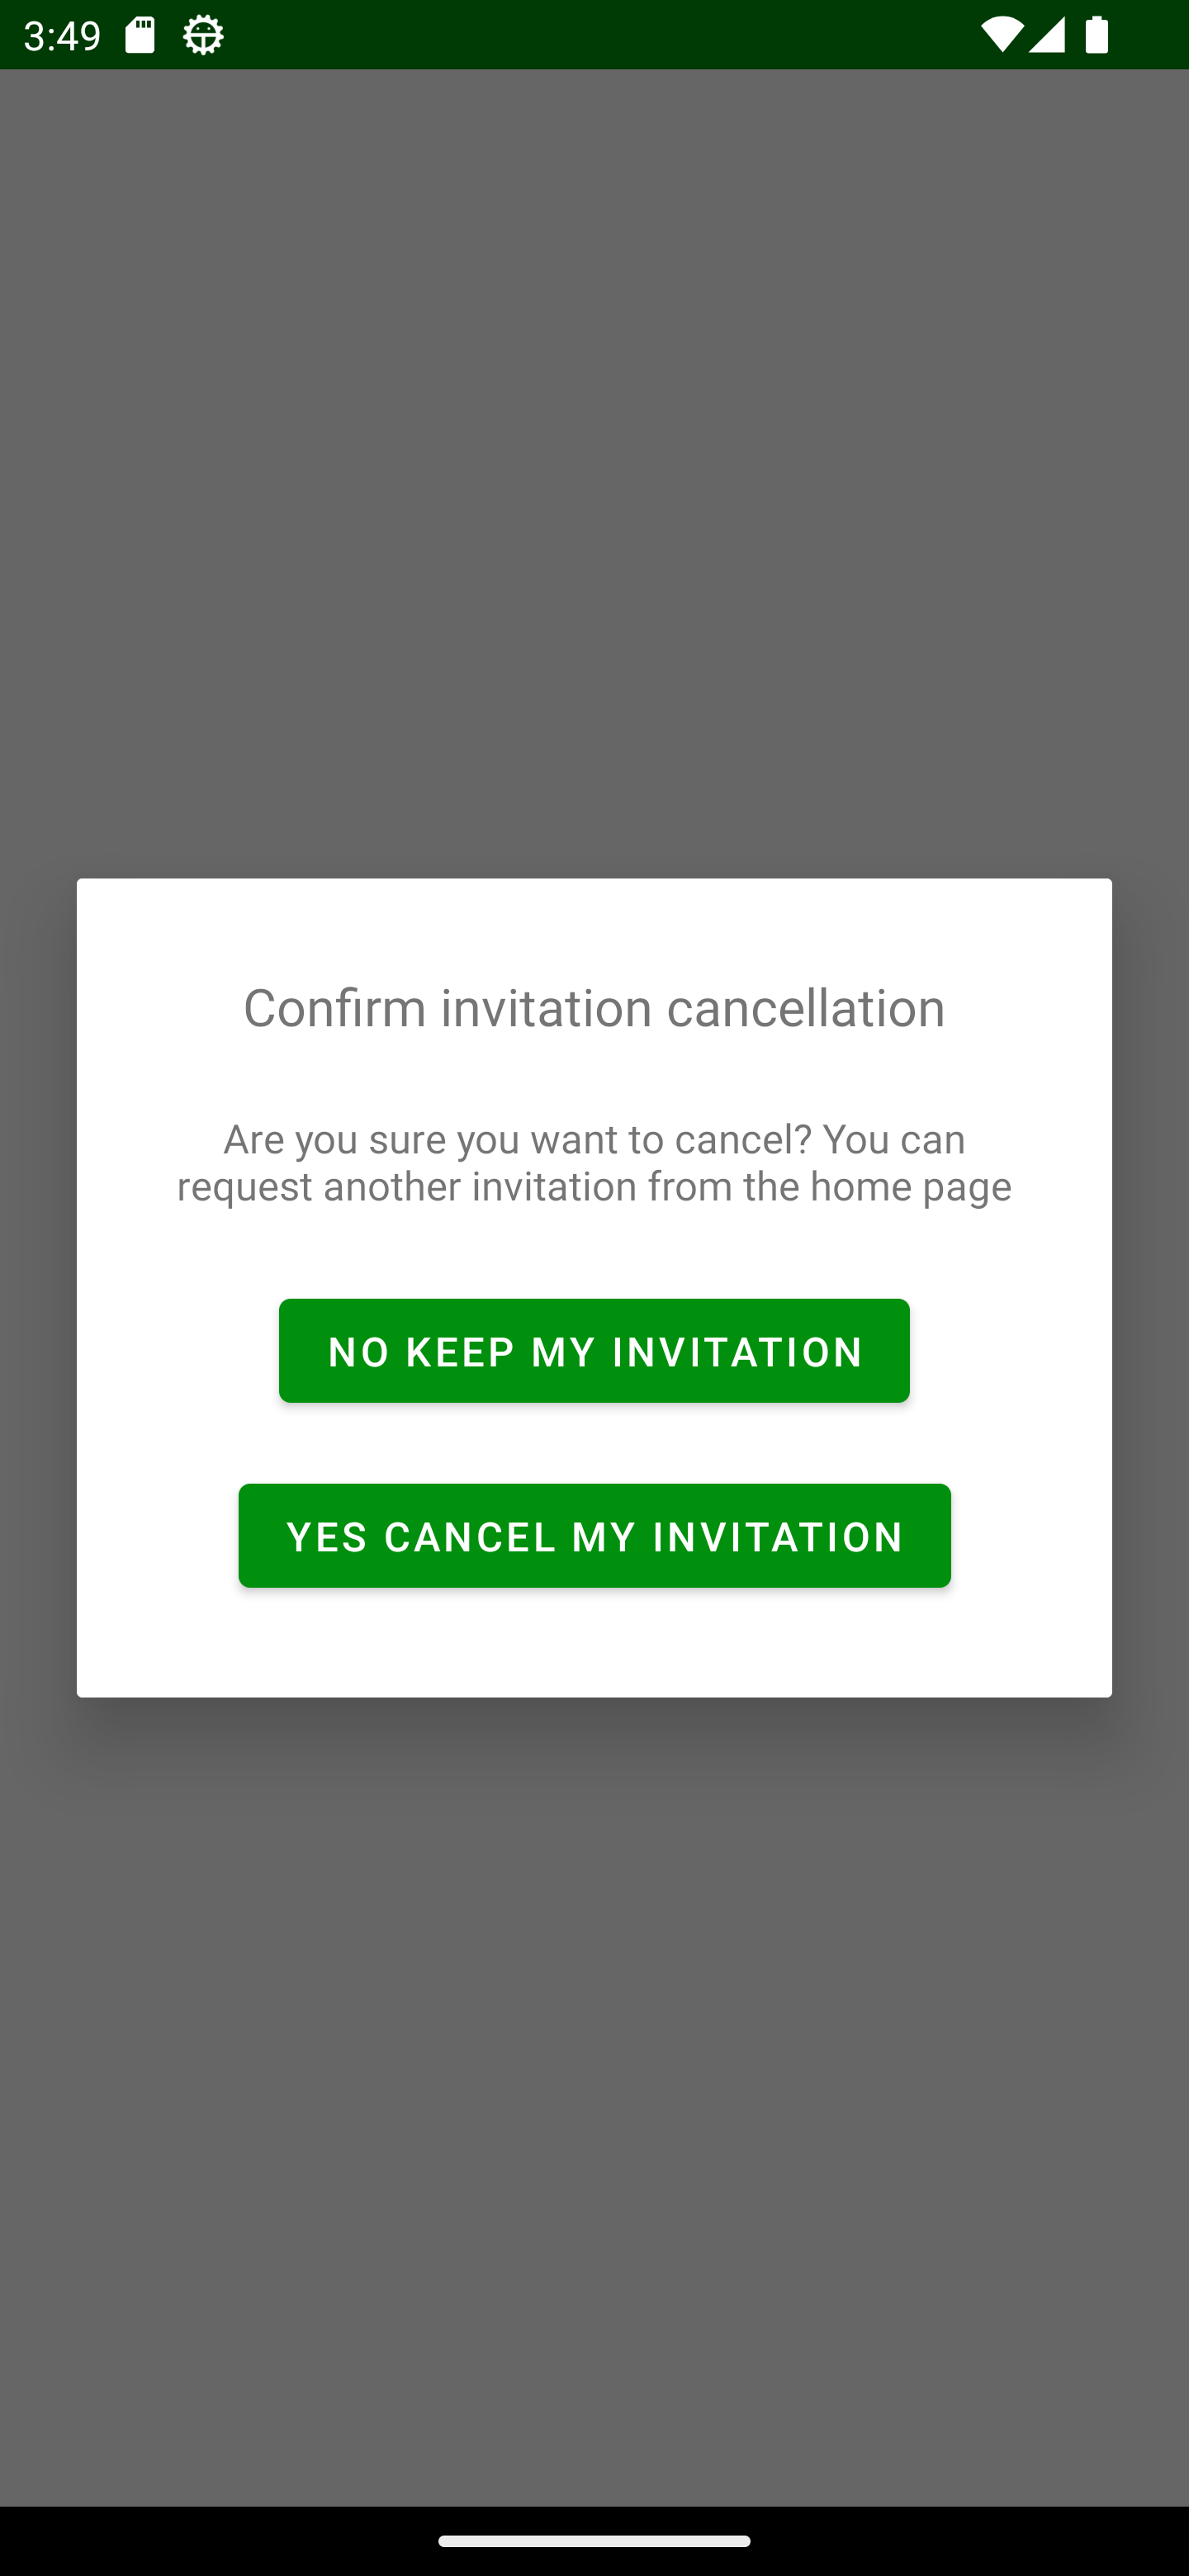 3:49
Confirm invitation cancellation
Are you sure you want to cancel? You can
request another invitation from the home page
NO KEEP MY INVITATION
YES CANCEL MY INVITATION